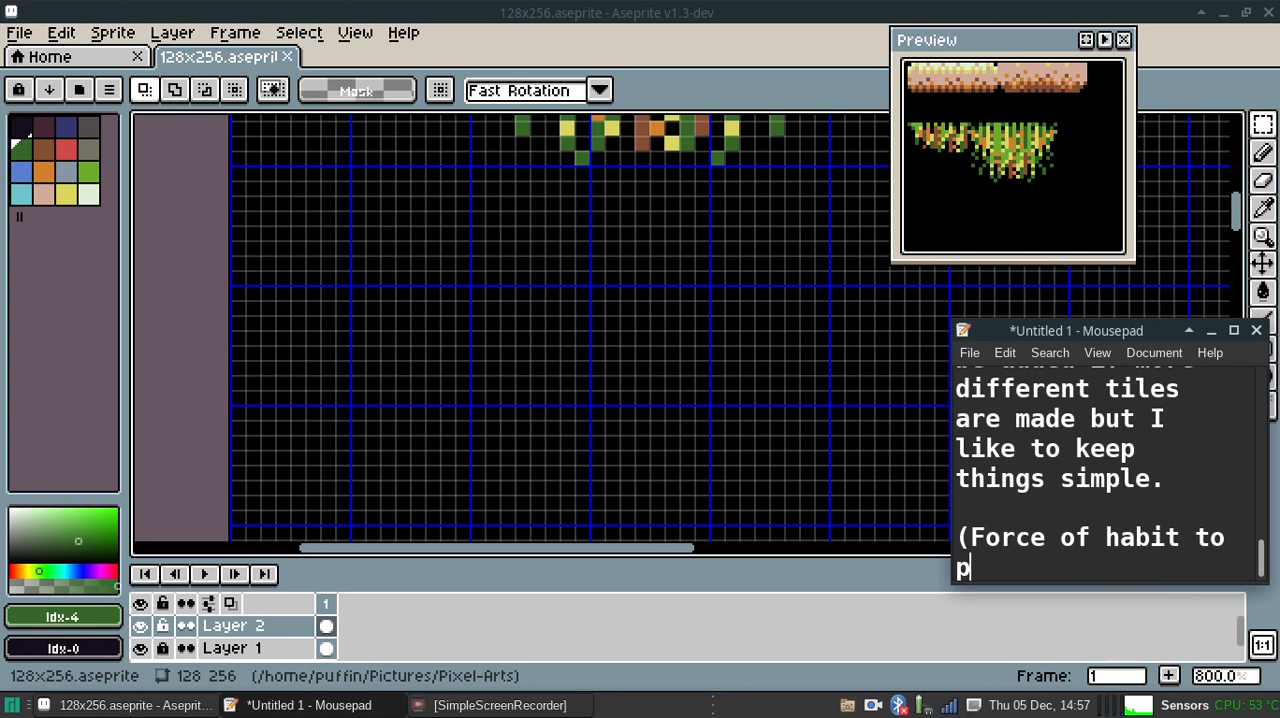 128x256.aseprite - Aseprite v1.3-dev
File Edit Sprite Layer Frame Select View Help
Home 128x256.asepril
Mask Fast Rotation
Preview
*Untitled 1 - Mousepad
File Edit Search View Document Help
different tiles
are made but I
like to keep
things simple.
(Force of habit to
p
Idx-4
Idx-0
1
Layer 2
Layer 1
1:1
128x256.aseprite 128 256 (/home/puffin/Pictures/Pixel-Arts)
Frame: 1 800.0%
128x256.aseprite - Aseprit... *Untitled 1 - Mousepad [SimpleScreenRecorder] Thu 05 Dec, 14:57 Sensors CPU: 53 °C